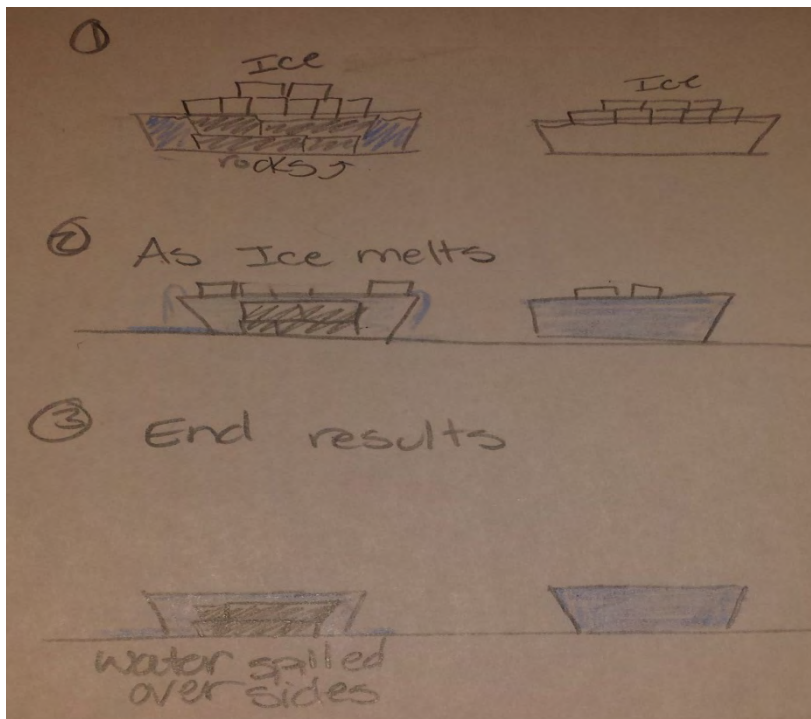 ①
Ice
Ice
rocks
② As Ice melts
③ End results
water spilled
over sides